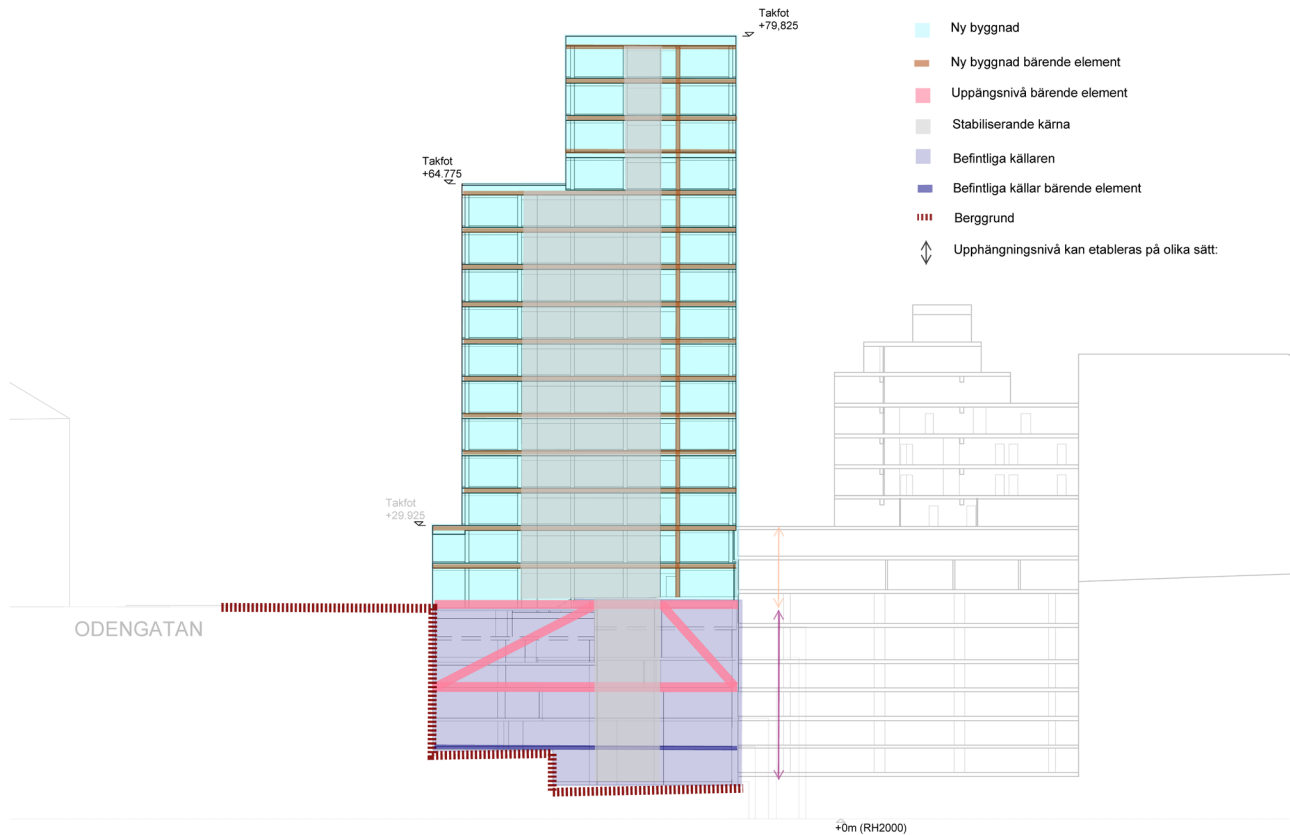 Takfot
+79,825
Ny byggnad
Ny byggnad bärende element
Uppängsnivå bärende element
Stabiliserande kärna
Takfot
+64.775
Befintliga källaren
Befintliga källar bärende element
Berggrund
Upphängningsnivå kan etableras på olika sätt:
Takfot
+29.925
ODENGATAN
+0m (RH2000)